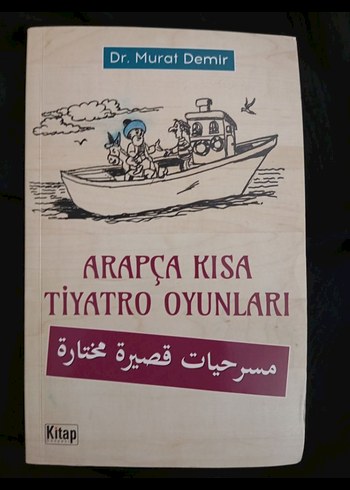 Dr. Murat Demir
ARAPÇA KISA
TİYATRO OYUNLARI
مسرحيات قصيرة مختارة
Kitap